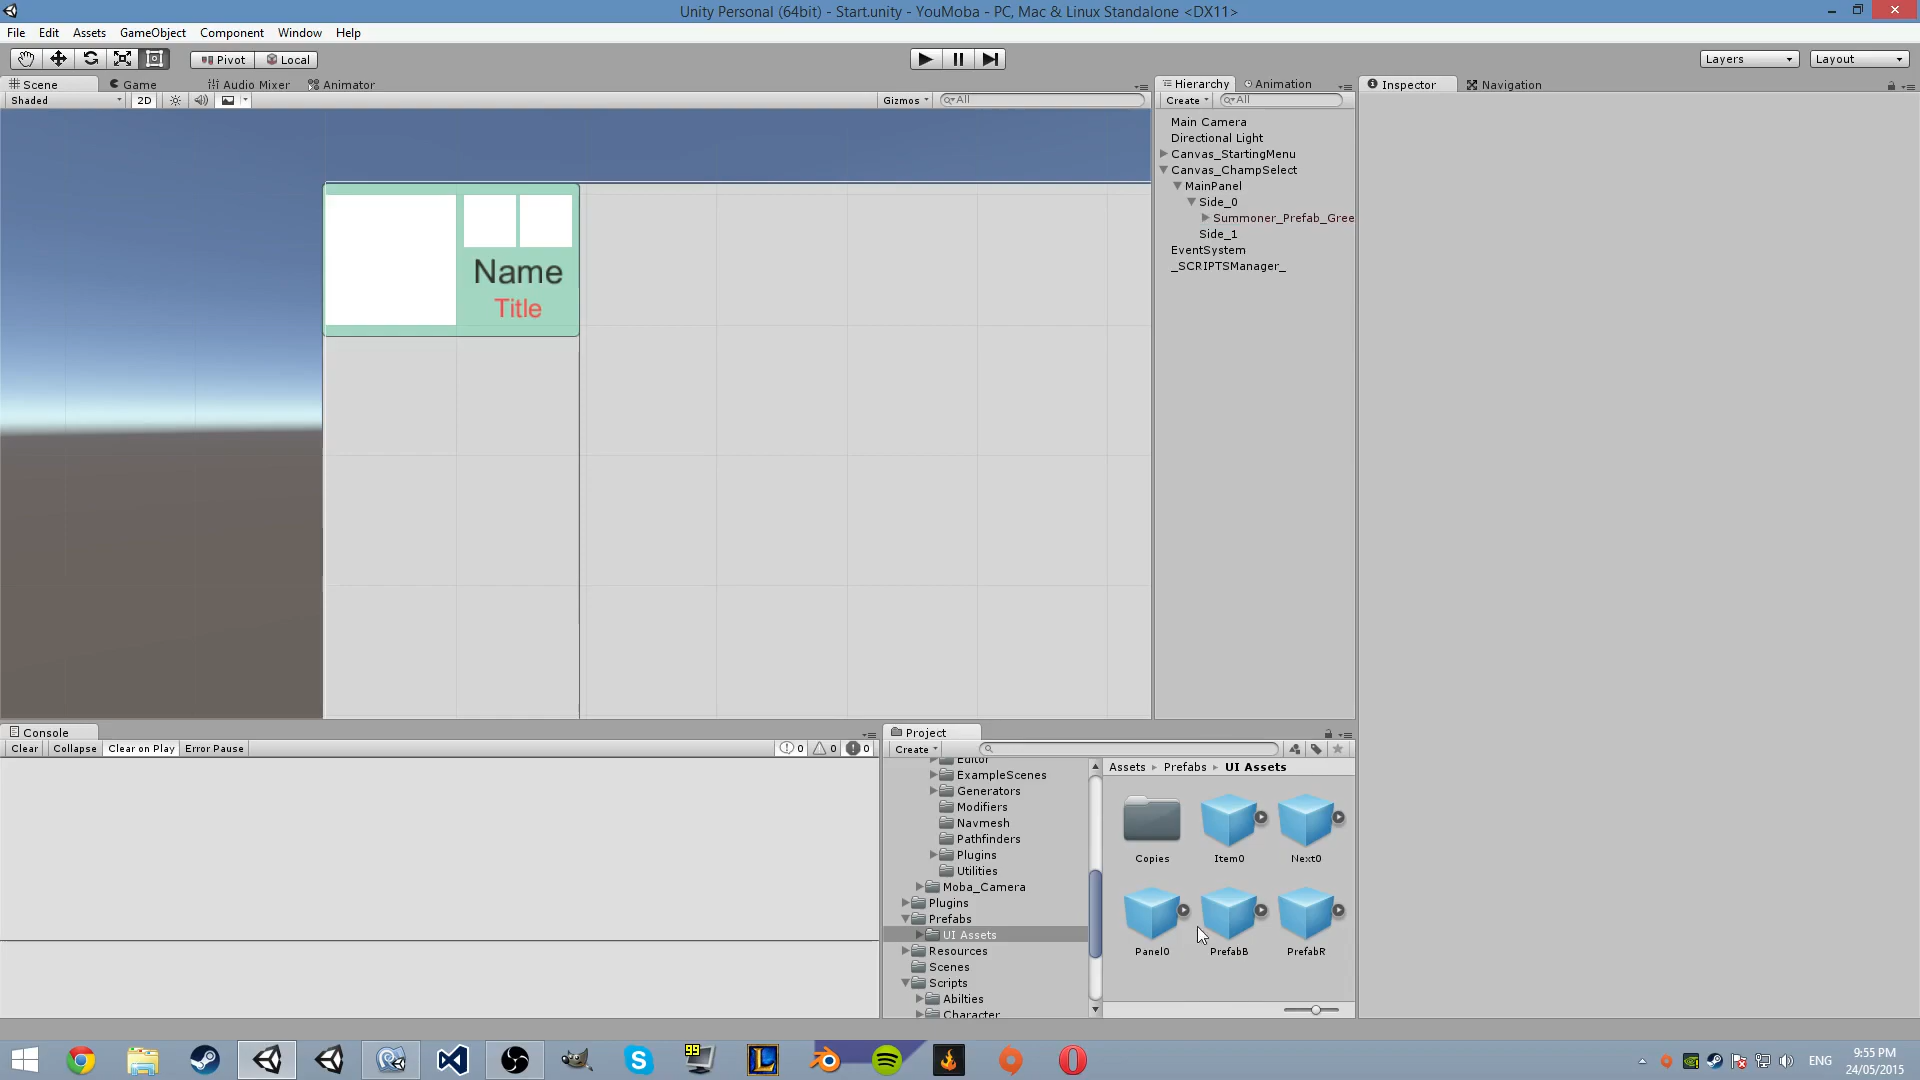 Unity Personal (64bit) - Start.unity - YouMoba - PC, Mac & Linux Standalone <DX11>
File Edit Assets GameObject Component Window Help
Pivot Local Layers Layout
Scene Game Audio Mixer Animator
Shaded 2D Gizmos All
Name
Title
Hierarchy Animation
Create All
Main Camera
Directional Light
Canvas_StartingMenu
Canvas_ChampSelect
MainPanel
Side_0
Summoner_Prefab_Gree
Side_1
EventSystem
_SCRIPTSManager_
Inspector Navigation
Console
Clear Collapse Clear on Play Error Pause 0 0 0
Project
Create
Editor
ExampleScenes
Generators
Modifiers
Navmesh
Pathfinders
Plugins
Utilities
Moba_Camera
Plugins
Prefabs
UI Assets
Resources
Scenes
Scripts
Abilties
Character
Assets Prefabs UI Assets
Copies Item0 Next0
Panel0 PrefabB PrefabR
99
L
ENG
9:55 PM
24/05/2015